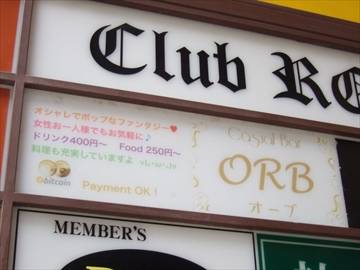 Club RE
オシャレでポップなファンタジー♥
女性お一人様でもお気軽に♪
ドリンク400円~ Food 250円~
料理も充実していますよ
bitcoin Payment OK!
Casual Bar
ORB
オーブ
MEMBER'S